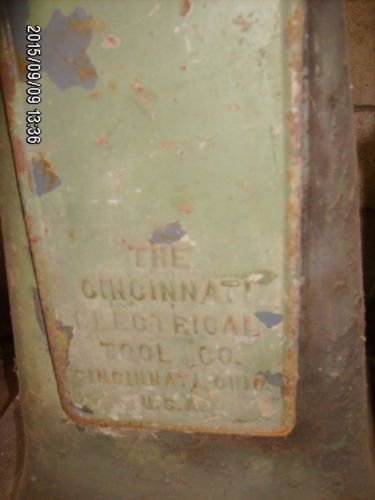 2015/09/09 13:36
THE
CINCINNATI
ELECTRICAL
TOOL CO.
CINCINNATI, OHIO
U.S.A.